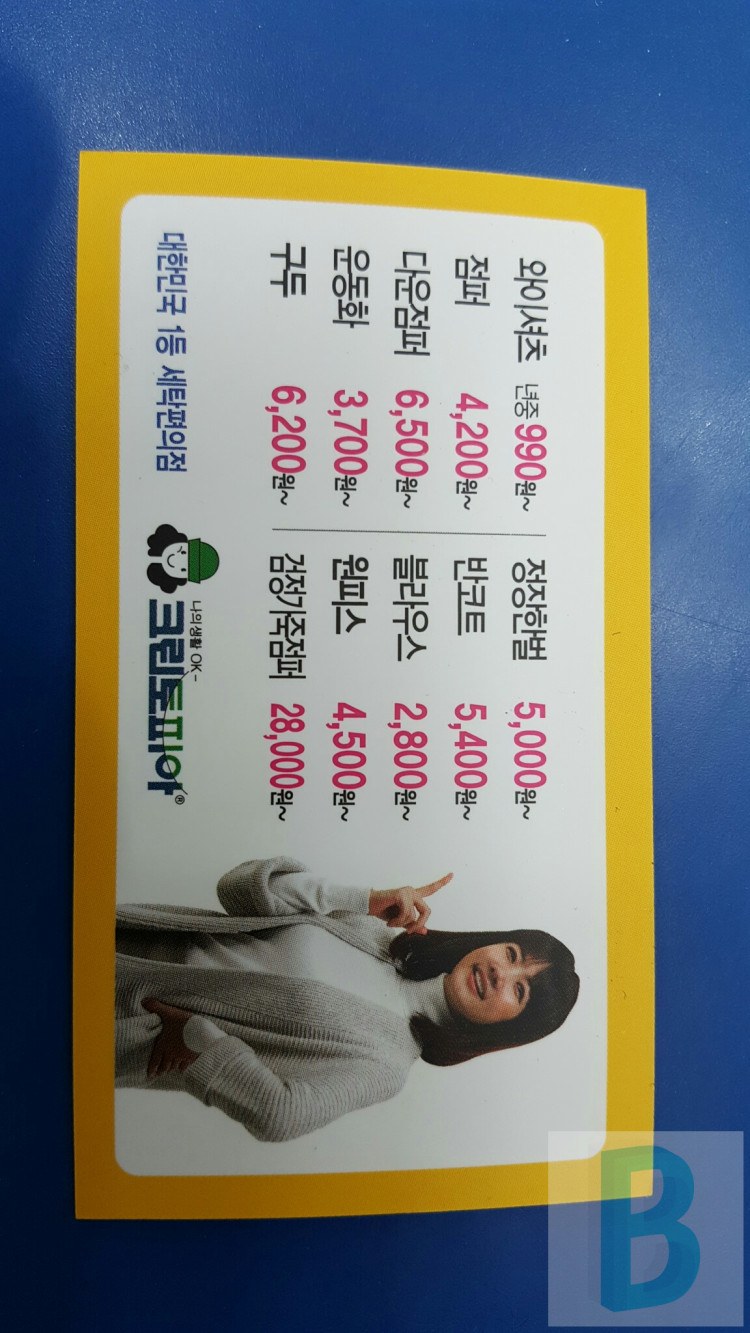 와이셔츠 년중 990원~
점퍼 4,200원~
다운점퍼 6,500원~
운동화 3,700원~
구두 6,200원~
정장한벌 5,000원~
반코트 5,400원~
블라우스 2,800원~
원피스 4,500원~
검정가죽점퍼 28,000원~
대한민국 1등 세탁편의점
나의생활 OK~
크린토피아®
B